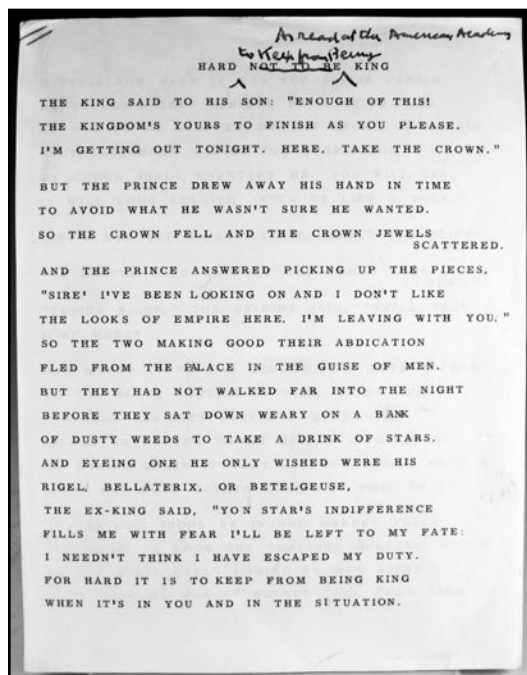 As read at the American Academy
to Keep from Being
HARD NOT TO BE KING
THE KING SAID TO HIS SON: "ENOUGH OF THIS!
THE KINGDOM'S YOURS TO FINISH AS YOU PLEASE.
I'M GETTING OUT TONIGHT. HERE, TAKE THE CROWN."
BUT THE PRINCE DREW AWAY HIS HAND IN TIME
TO AVOID WHAT HE WASN'T SURE HE WANTED.
SO THE CROWN FELL AND THE CROWN JEWELS
SCATTERED.
AND THE PRINCE ANSWERED PICKING UP THE PIECES,
"SIRE' I'VE BEEN LOOKING ON AND I DON'T LIKE
THE LOOKS OF EMPIRE HERE. I'M LEAVING WITH YOU."
SO THE TWO MAKING GOOD THEIR ABDICATION
FLED FROM THE PALACE IN THE GUISE OF MEN.
BUT THEY HAD NOT WALKED FAR INTO THE NIGHT
BEFORE THEY SAT DOWN WEARY ON A BANK
OF DUSTY WEEDS TO TAKE A DRINK OF STARS.
AND EYEING ONE HE ONLY WISHED WERE HIS
RIGEL, BELLATERIX, OR BETELGEUSE,
THE EX-KING SAID, "YON STAR'S INDIFFERENCE
FILLS ME WITH FEAR I'LL BE LEFT TO MY FATE:
I NEEDN'T THINK I HAVE ESCAPED MY DUTY.
FOR HARD IT IS TO KEEP FROM BEING KING
WHEN IT'S IN YOU AND IN THE SITUATION.